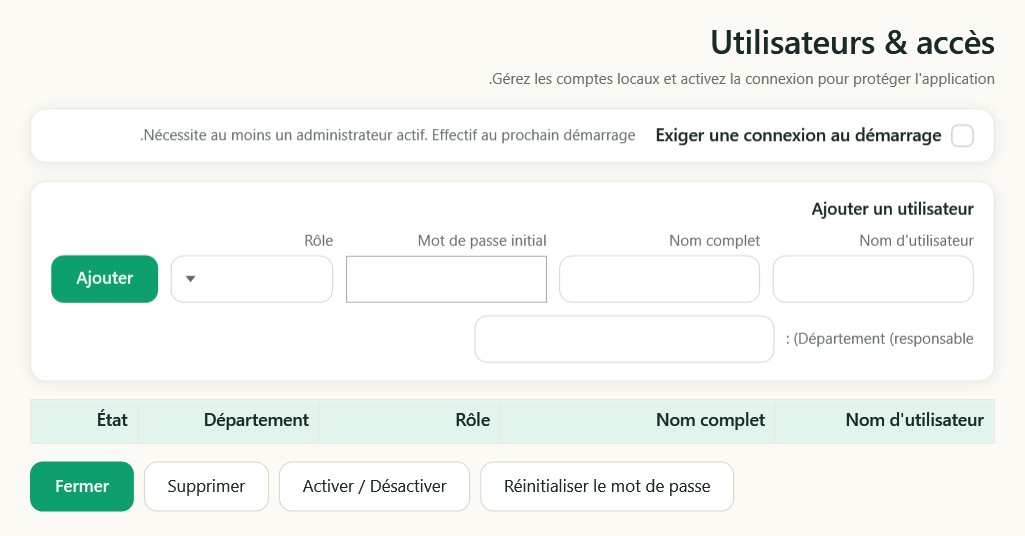 Utilisateurs & accès
.Gérez les comptes locaux et activez la connexion pour protéger l'application
Exiger une connexion au démarrage
.Nécessite au moins un administrateur actif. Effectif au prochain démarrage
Ajouter un utilisateur
Nom d'utilisateur Nom complet Mot de passe initial Rôle
Ajouter
: (Département (responsable
Nom d'utilisateur Nom complet Rôle Département État
Réinitialiser le mot de passe Activer / Désactiver Supprimer Fermer